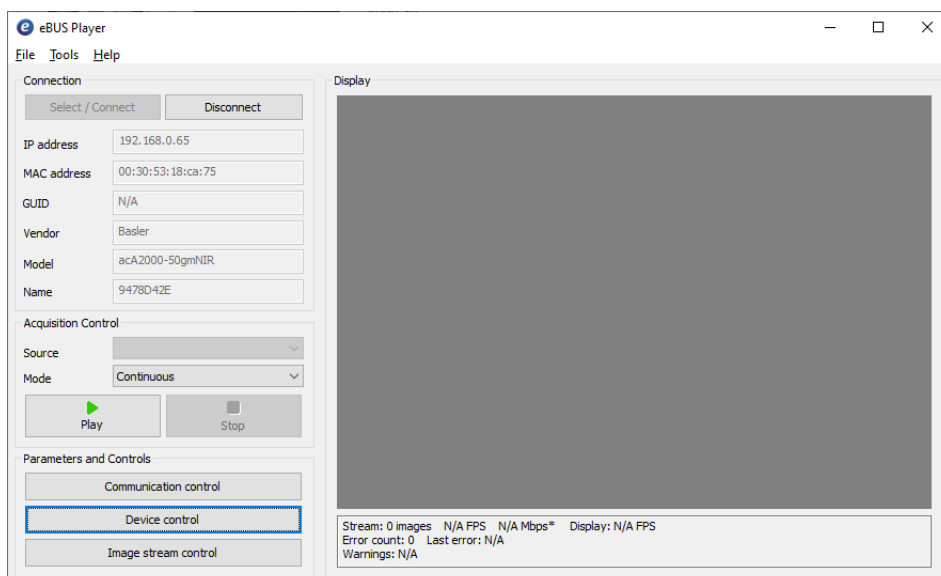 eBUS Player
File Tools Help
Connection
Select / Connect Disconnect
IP address 192.168.0.65
MAC address 00:30:53:18:ca:75
GUID N/A
Vendor Basler
Model acA2000-50gmNIR
Name 9478D42E
Acquisition Control
Source
Mode Continuous
Play Stop
Parameters and Controls
Communication control
Device control
Image stream control
Display
Stream: 0 images N/A FPS N/A Mbps* Display: N/A FPS
Error count: 0 Last error: N/A
Warnings: N/A